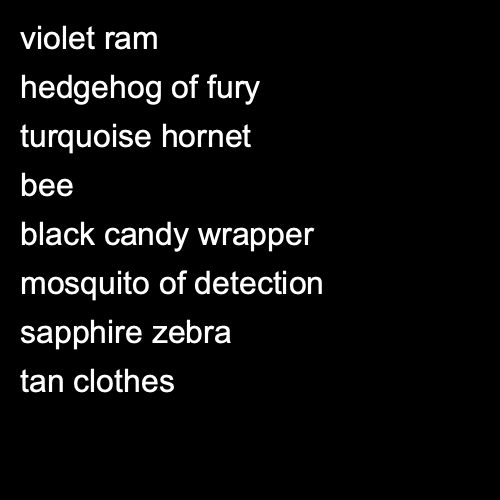 violet ram
hedgehog of fury
turquoise hornet
bee
black candy wrapper
mosquito of detection
sapphire zebra
tan clothes